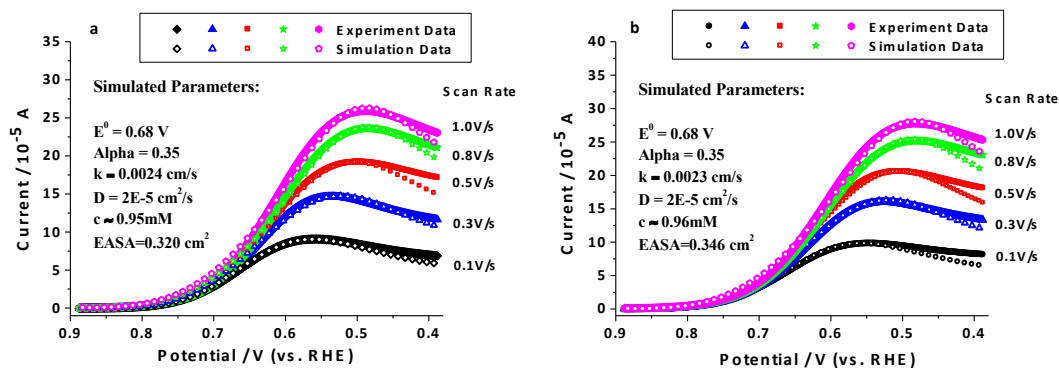 a
Experiment Data
Simulation Data
Simulated Parameters:
E⁰ = 0.68 V
Alpha = 0.35
k = 0.0024 cm/s
D = 2E-5 cm²/s
c ≈ 0.95mM
EASA=0.320 cm²
Scan Rate
1.0V/s
0.8V/s
0.5V/s
0.3V/s
0.1V/s
35
30
25
20
15
10
5
0
0.9 0.8 0.7 0.6 0.5 0.4
Current /10⁻⁵ A
Potential /V (vs. RHE)
b
Experiment Data
Simulation Data
Simulated Parameters:
E⁰ = 0.68 V
Alpha = 0.35
k = 0.0023 cm/s
D = 2E-5 cm²/s
c ≈ 0.96mM
EASA=0.346 cm²
Scan Rate
1.0V/s
0.8V/s
0.5V/s
0.3V/s
0.1V/s
40
35
30
25
20
15
10
5
0
0.9 0.8 0.7 0.6 0.5 0.4
Current /10⁻⁵ A
Potential /V (vs. RHE)